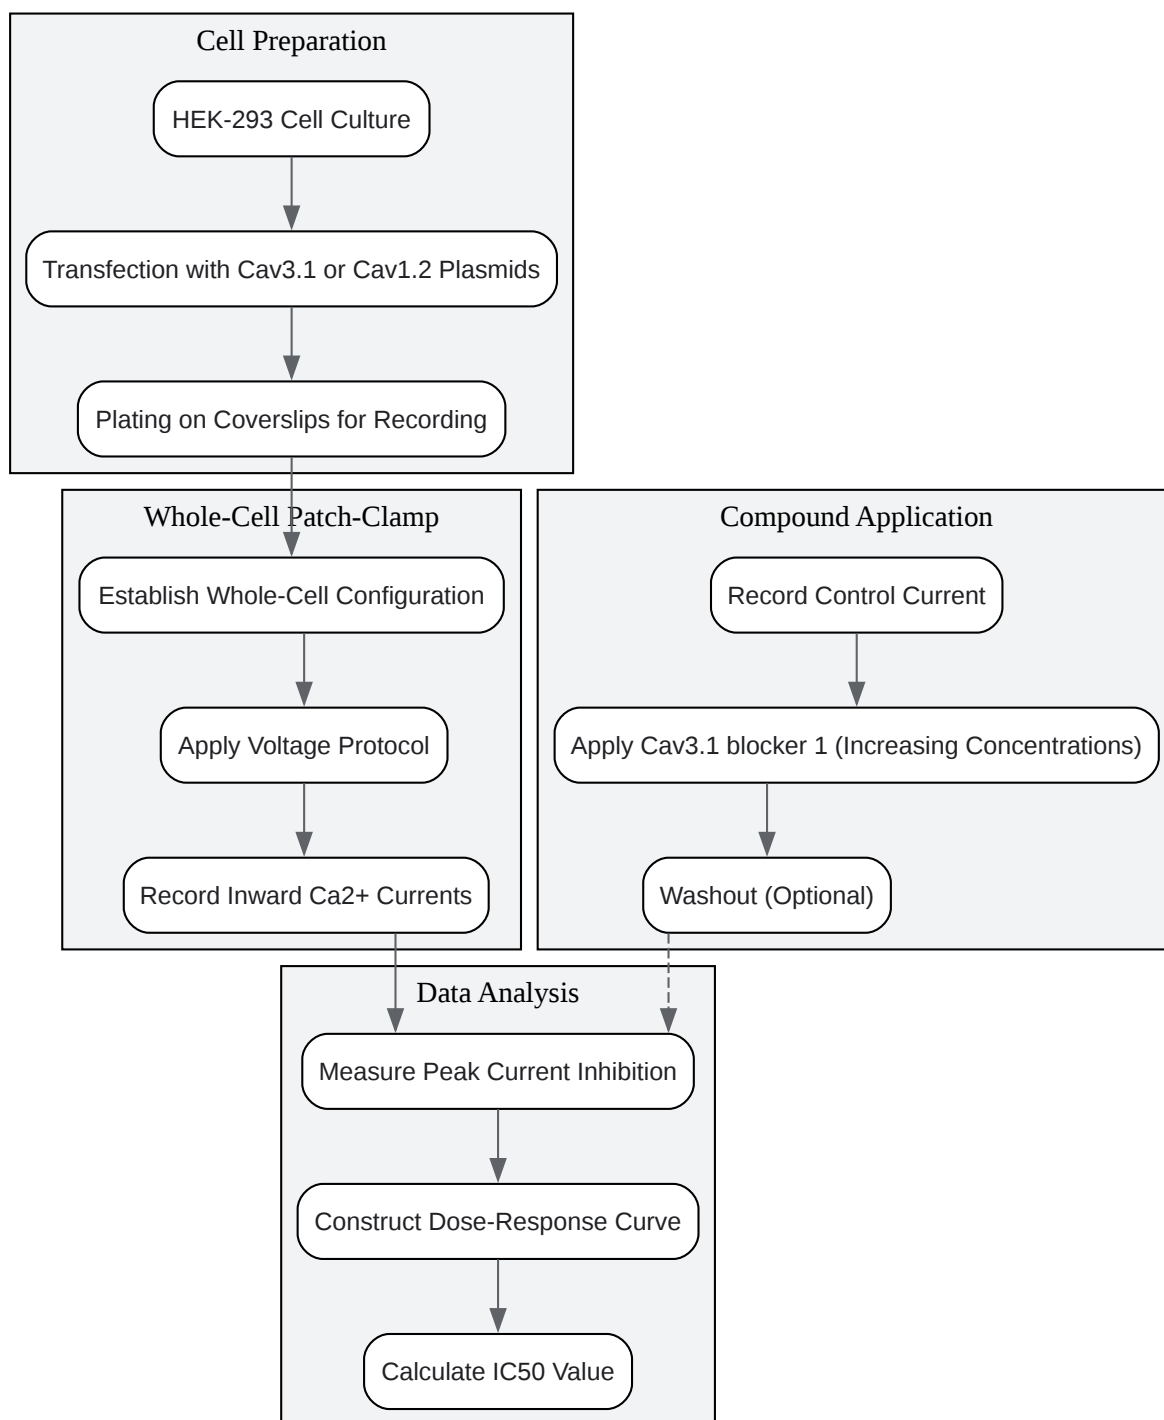 Cell Preparation
HEK-293 Cell Culture
Transfection with Cav3.1 or Cav1.2 Plasmids
Plating on Coverslips for Recording
Whole-Cell Patch-Clamp
Establish Whole-Cell Configuration
Apply Voltage Protocol
Record Inward Ca2+ Currents
Compound Application
Record Control Current
Apply Cav3.1 blocker 1 (Increasing Concentrations)
Washout (Optional)
Data Analysis
Measure Peak Current Inhibition
Construct Dose-Response Curve
Calculate IC50 Value